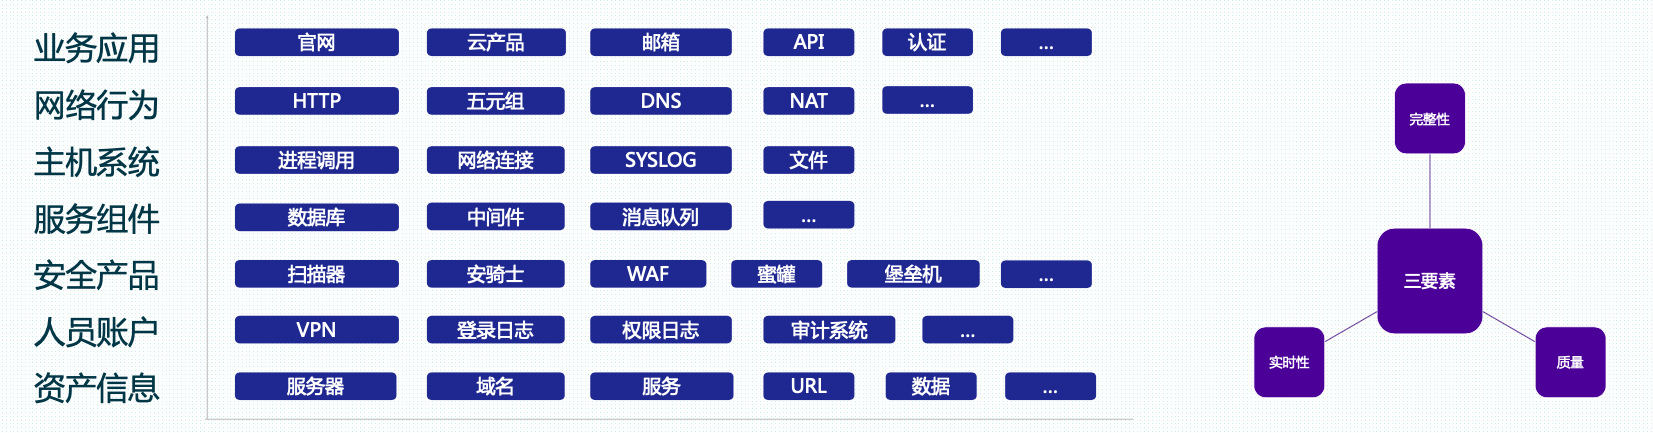 业务应用 官网 云产品 邮箱 API 认证 ...
网络行为 HTTP 五元组 DNS NAT ...
主机系统 进程调用 网络连接 SYSLOG 文件
服务组件 数据库 中间件 消息队列 ...
安全产品 扫描器 安骑士 WAF 蜜罐 堡垒机 ...
人员账户 VPN 登录日志 权限日志 审计系统 ...
资产信息 服务器 域名 服务 URL 数据 ...
完整性
三要素
实时性 质量